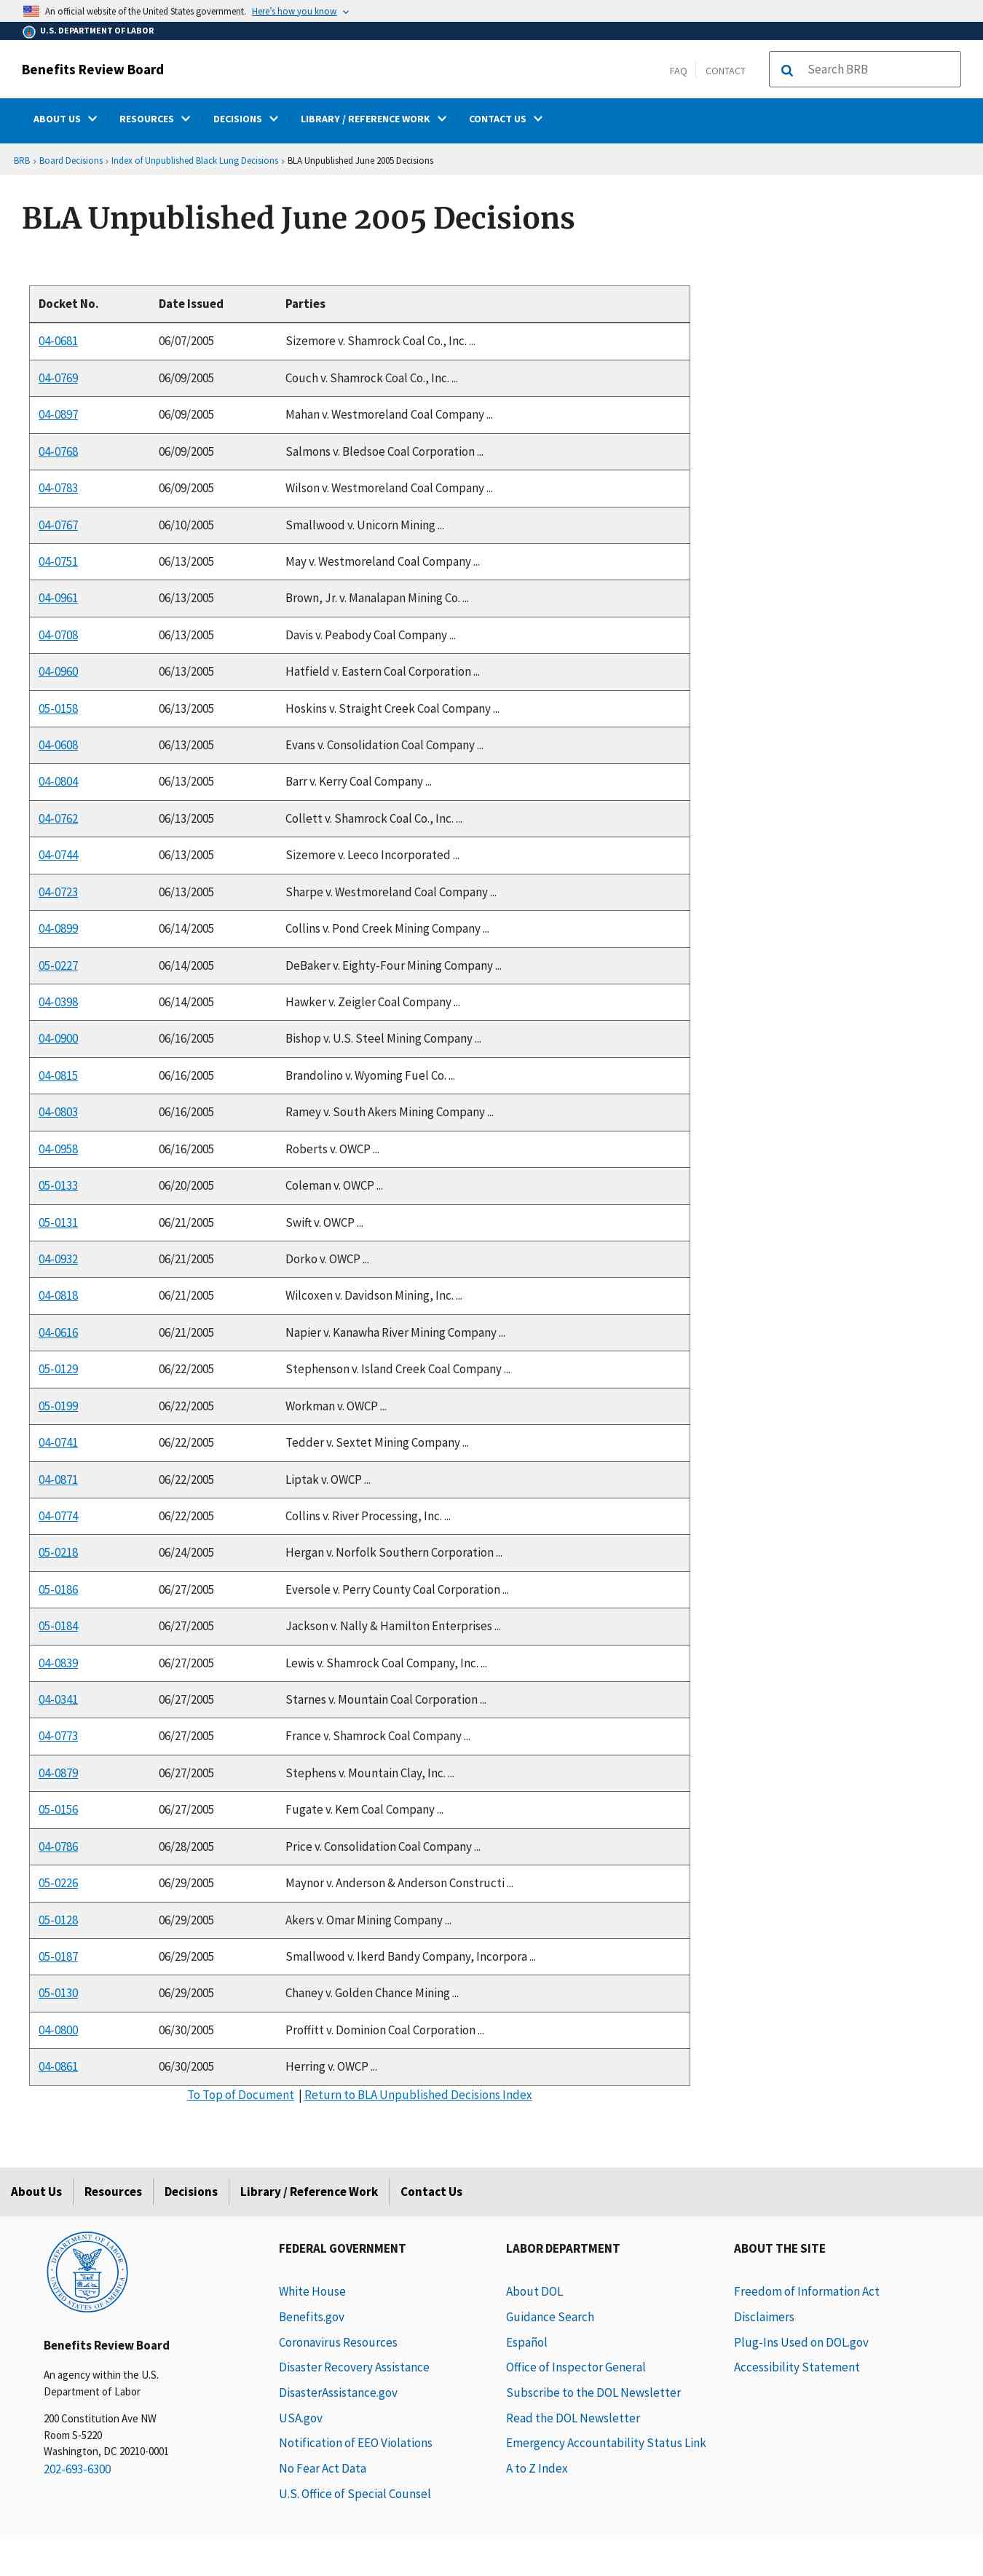 An official website of the United States government. Here's how you know
U.S. DEPARTMENT OF LABOR
Benefits Review Board
FAQ CONTACT Search BRB
ABOUT US RESOURCES DECISIONS LIBRARY / REFERENCE WORK CONTACT US
BRB › Board Decisions › Index of Unpublished Black Lung Decisions › BLA Unpublished June 2005 Decisions
BLA Unpublished June 2005 Decisions
Docket No. Date Issued Parties
04-0681 06/07/2005 Sizemore v. Shamrock Coal Co., Inc. ...
04-0769 06/09/2005 Couch v. Shamrock Coal Co., Inc. ...
04-0897 06/09/2005 Mahan v. Westmoreland Coal Company ...
04-0768 06/09/2005 Salmons v. Bledsoe Coal Corporation ...
04-0783 06/09/2005 Wilson v. Westmoreland Coal Company ...
04-0767 06/10/2005 Smallwood v. Unicorn Mining ...
04-0751 06/13/2005 May v. Westmoreland Coal Company ...
04-0961 06/13/2005 Brown, Jr. v. Manalapan Mining Co. ...
04-0708 06/13/2005 Davis v. Peabody Coal Company ...
04-0960 06/13/2005 Hatfield v. Eastern Coal Corporation ...
05-0158 06/13/2005 Hoskins v. Straight Creek Coal Company ...
04-0608 06/13/2005 Evans v. Consolidation Coal Company ...
04-0804 06/13/2005 Barr v. Kerry Coal Company ...
04-0762 06/13/2005 Collett v. Shamrock Coal Co., Inc. ...
04-0744 06/13/2005 Sizemore v. Leeco Incorporated ...
04-0723 06/13/2005 Sharpe v. Westmoreland Coal Company ...
04-0899 06/14/2005 Collins v. Pond Creek Mining Company ...
05-0227 06/14/2005 DeBaker v. Eighty-Four Mining Company ...
04-0398 06/14/2005 Hawker v. Zeigler Coal Company ...
04-0900 06/16/2005 Bishop v. U.S. Steel Mining Company ...
04-0815 06/16/2005 Brandolino v. Wyoming Fuel Co. ...
04-0803 06/16/2005 Ramey v. South Akers Mining Company ...
04-0958 06/16/2005 Roberts v. OWCP ...
05-0133 06/20/2005 Coleman v. OWCP ...
05-0131 06/21/2005 Swift v. OWCP ...
04-0932 06/21/2005 Dorko v. OWCP ...
04-0818 06/21/2005 Wilcoxen v. Davidson Mining, Inc. ...
04-0616 06/21/2005 Napier v. Kanawha River Mining Company ...
05-0129 06/22/2005 Stephenson v. Island Creek Coal Company ...
05-0199 06/22/2005 Workman v. OWCP ...
04-0741 06/22/2005 Tedder v. Sextet Mining Company ...
04-0871 06/22/2005 Liptak v. OWCP ...
04-0774 06/22/2005 Collins v. River Processing, Inc. ...
05-0218 06/24/2005 Hergan v. Norfolk Southern Corporation ...
05-0186 06/27/2005 Eversole v. Perry County Coal Corporation ...
05-0184 06/27/2005 Jackson v. Nally & Hamilton Enterprises ...
04-0839 06/27/2005 Lewis v. Shamrock Coal Company, Inc. ...
04-0341 06/27/2005 Starnes v. Mountain Coal Corporation ...
04-0773 06/27/2005 France v. Shamrock Coal Company ...
04-0879 06/27/2005 Stephens v. Mountain Clay, Inc. ...
05-0156 06/27/2005 Fugate v. Kem Coal Company ...
04-0786 06/28/2005 Price v. Consolidation Coal Company ...
05-0226 06/29/2005 Maynor v. Anderson & Anderson Constructi ...
05-0128 06/29/2005 Akers v. Omar Mining Company ...
05-0187 06/29/2005 Smallwood v. Ikerd Bandy Company, Incorpora ...
05-0130 06/29/2005 Chaney v. Golden Chance Mining ...
04-0800 06/30/2005 Proffitt v. Dominion Coal Corporation ...
04-0861 06/30/2005 Herring v. OWCP ...
To Top of Document | Return to BLA Unpublished Decisions Index
About Us Resources Decisions Library / Reference Work Contact Us
DEPARTMENT OF LABOR
UNITED STATES OF AMERICA
Benefits Review Board
An agency within the U.S.
Department of Labor
200 Constitution Ave NW
Room S-5220
Washington, DC 20210-0001
202-693-6300
FEDERAL GOVERNMENT
White House
Benefits.gov
Coronavirus Resources
Disaster Recovery Assistance
DisasterAssistance.gov
USA.gov
Notification of EEO Violations
No Fear Act Data
U.S. Office of Special Counsel
LABOR DEPARTMENT
About DOL
Guidance Search
Español
Office of Inspector General
Subscribe to the DOL Newsletter
Read the DOL Newsletter
Emergency Accountability Status Link
A to Z Index
ABOUT THE SITE
Freedom of Information Act
Disclaimers
Plug-Ins Used on DOL.gov
Accessibility Statement